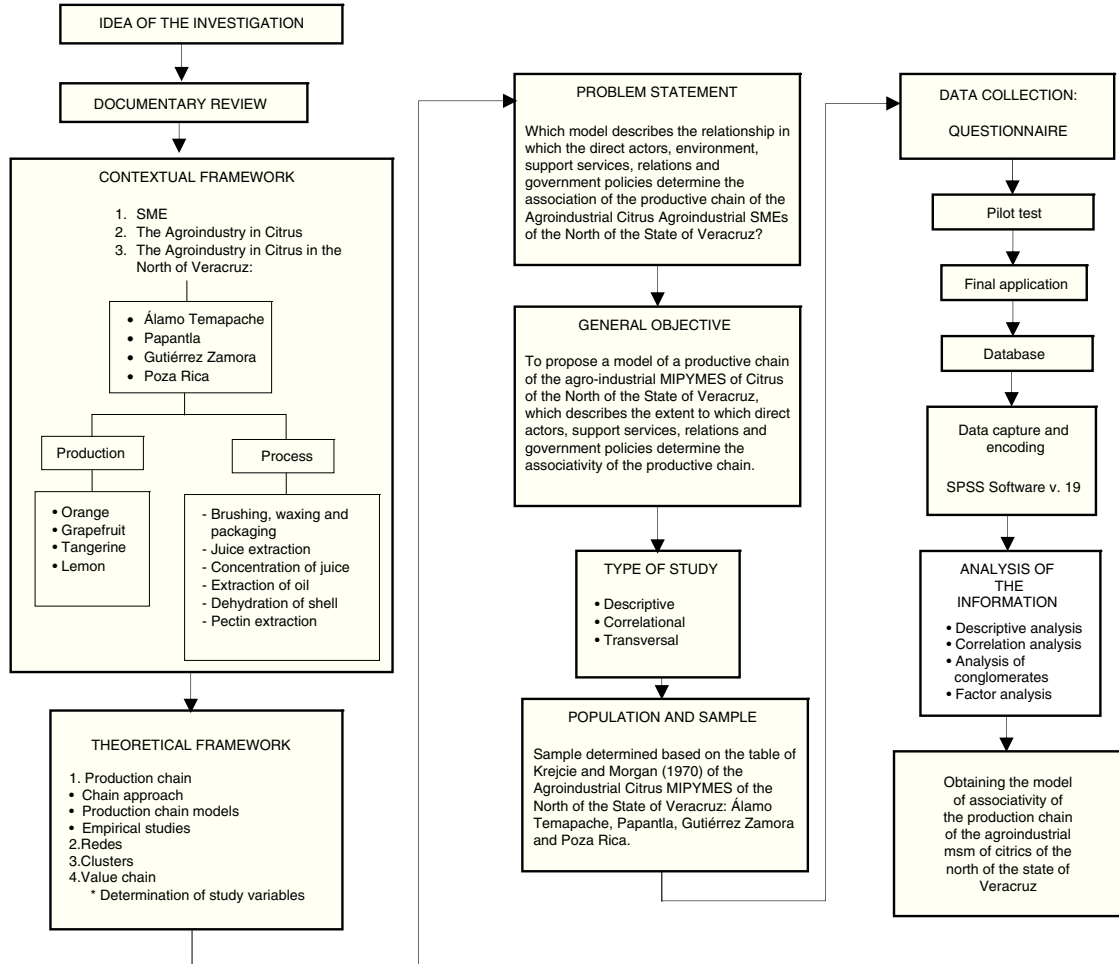 IDEA OF THE INVESTIGATION
DOCUMENTARY REVIEW
CONTEXTUAL FRAMEWORK
1. SME
2. The Agroindustry in Citrus
3. The Agroindustry in Citrus in the
North of Veracruz:
• Álamo Temapache
• Papantla
• Gutiérrez Zamora
• Poza Rica
Production
• Orange
• Grapefruit
• Tangerine
• Lemon
Process
- Brushing, waxing and
packaging
- Juice extraction
- Concentration of juice
- Extraction of oil
- Dehydration of shell
- Pectin extraction
THEORETICAL FRAMEWORK
1. Production chain
• Chain approach
• Production chain models
• Empirical studies
2.Redes
3.Clusters
4.Value chain
* Determination of study variables
PROBLEM STATEMENT
Which model describes the relationship in
which the direct actors, environment,
support services, relations and
government policies determine the
association of the productive chain of the
Agroindustrial Citrus Agroindustrial SMEs
of the North of the State of Veracruz?
GENERAL OBJECTIVE
To propose a model of a productive chain
of the agro-industrial MIPYMES of Citrus
of the North of the State of Veracruz,
which describes the extent to which direct
actors, support services, relations and
government policies determine the
associativity of the productive chain.
TYPE OF STUDY
• Descriptive
• Correlational
• Transversal
POPULATION AND SAMPLE
Sample determined based on the table of
Krejcie and Morgan (1970) of the
Agroindustrial Citrus MIPYMES of the
North of the State of Veracruz: Álamo
Temapache, Papantla, Gutiérrez Zamora
and Poza Rica.
DATA COLLECTION:
QUESTIONNAIRE
Pilot test
Final application
Database
Data capture and
encoding
SPSS Software v. 19
ANALYSIS OF
THE
INFORMATION
• Descriptive analysis
• Correlation analysis
• Analysis of
conglomerates
• Factor analysis
Obtaining the model
of associativity of
the production chain
of the agroindustrial
msm of citrics of the
north of the state of
Veracruz